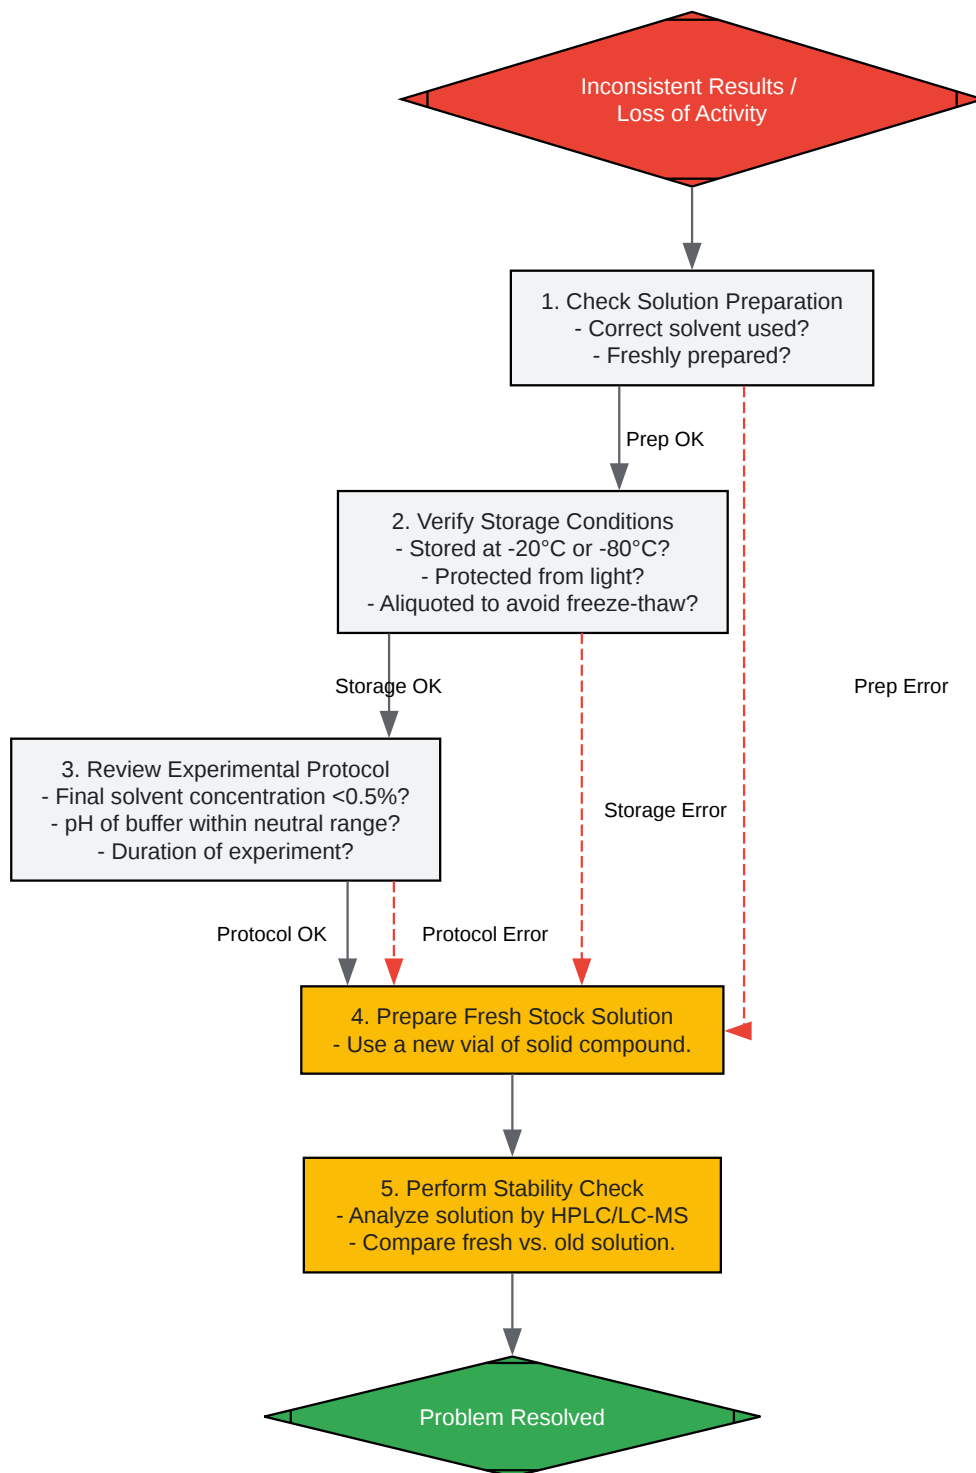 Inconsistent Results /
Loss of Activity
1. Check Solution Preparation
- Correct solvent used?
- Freshly prepared?
Prep OK
2. Verify Storage Conditions
- Stored at -20°C or -80°C?
- Protected from light?
- Aliquoted to avoid freeze-thaw?
Storage OK
Prep Error
3. Review Experimental Protocol
- Final solvent concentration <0.5%?
- pH of buffer within neutral range?
- Duration of experiment?
Storage Error
Protocol OK
Protocol Error
4. Prepare Fresh Stock Solution
- Use a new vial of solid compound.
5. Perform Stability Check
- Analyze solution by HPLC/LC-MS
- Compare fresh vs. old solution.
Problem Resolved